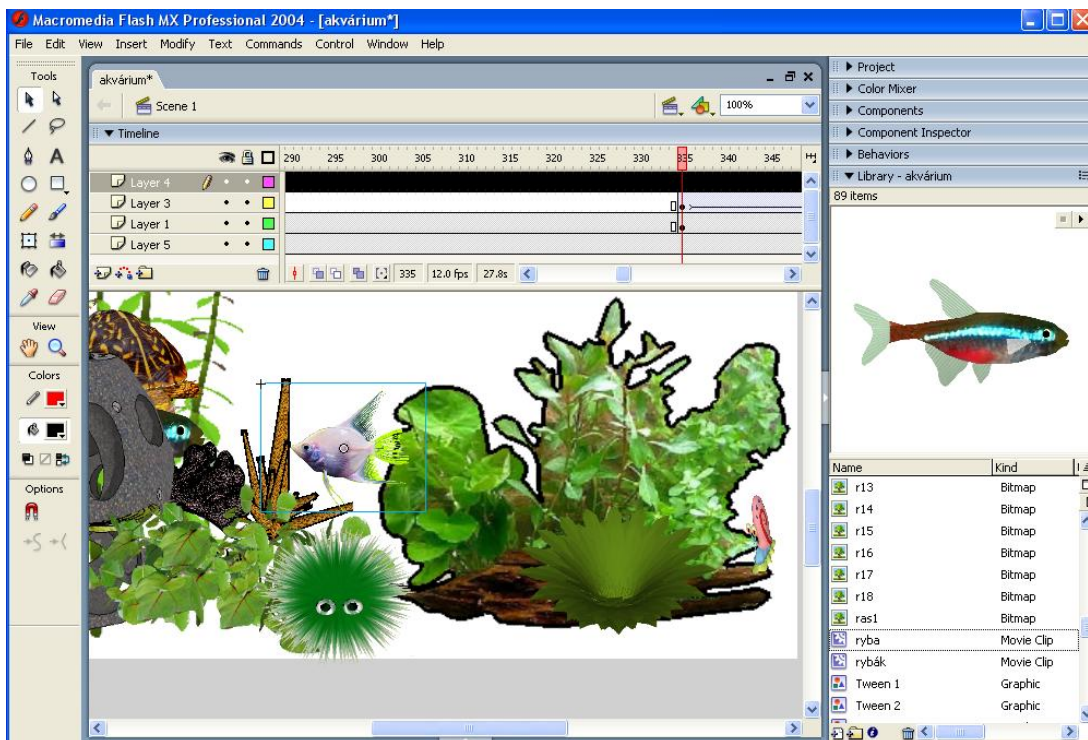 Macromedia Flash MX Professional 2004 - [akvárium*]
File Edit View Insert Modify Text Commands Control Window Help
Tools
View
Colors
Options
akvárium*
Scene 1
100%
Timeline
290 295 300 305 310 315 320 325 330 335 340 345
Layer 4
Layer 3
Layer 1
Layer 5
335 12.0 fps 27.8s
Project
Color Mixer
Components
Component Inspector
Behaviors
Library - akvárium
89 items
Name Kind
r13 Bitmap
r14 Bitmap
r15 Bitmap
r16 Bitmap
r17 Bitmap
r18 Bitmap
ras1 Bitmap
ryba Movie Clip
rybák Movie Clip
Tween 1 Graphic
Tween 2 Graphic